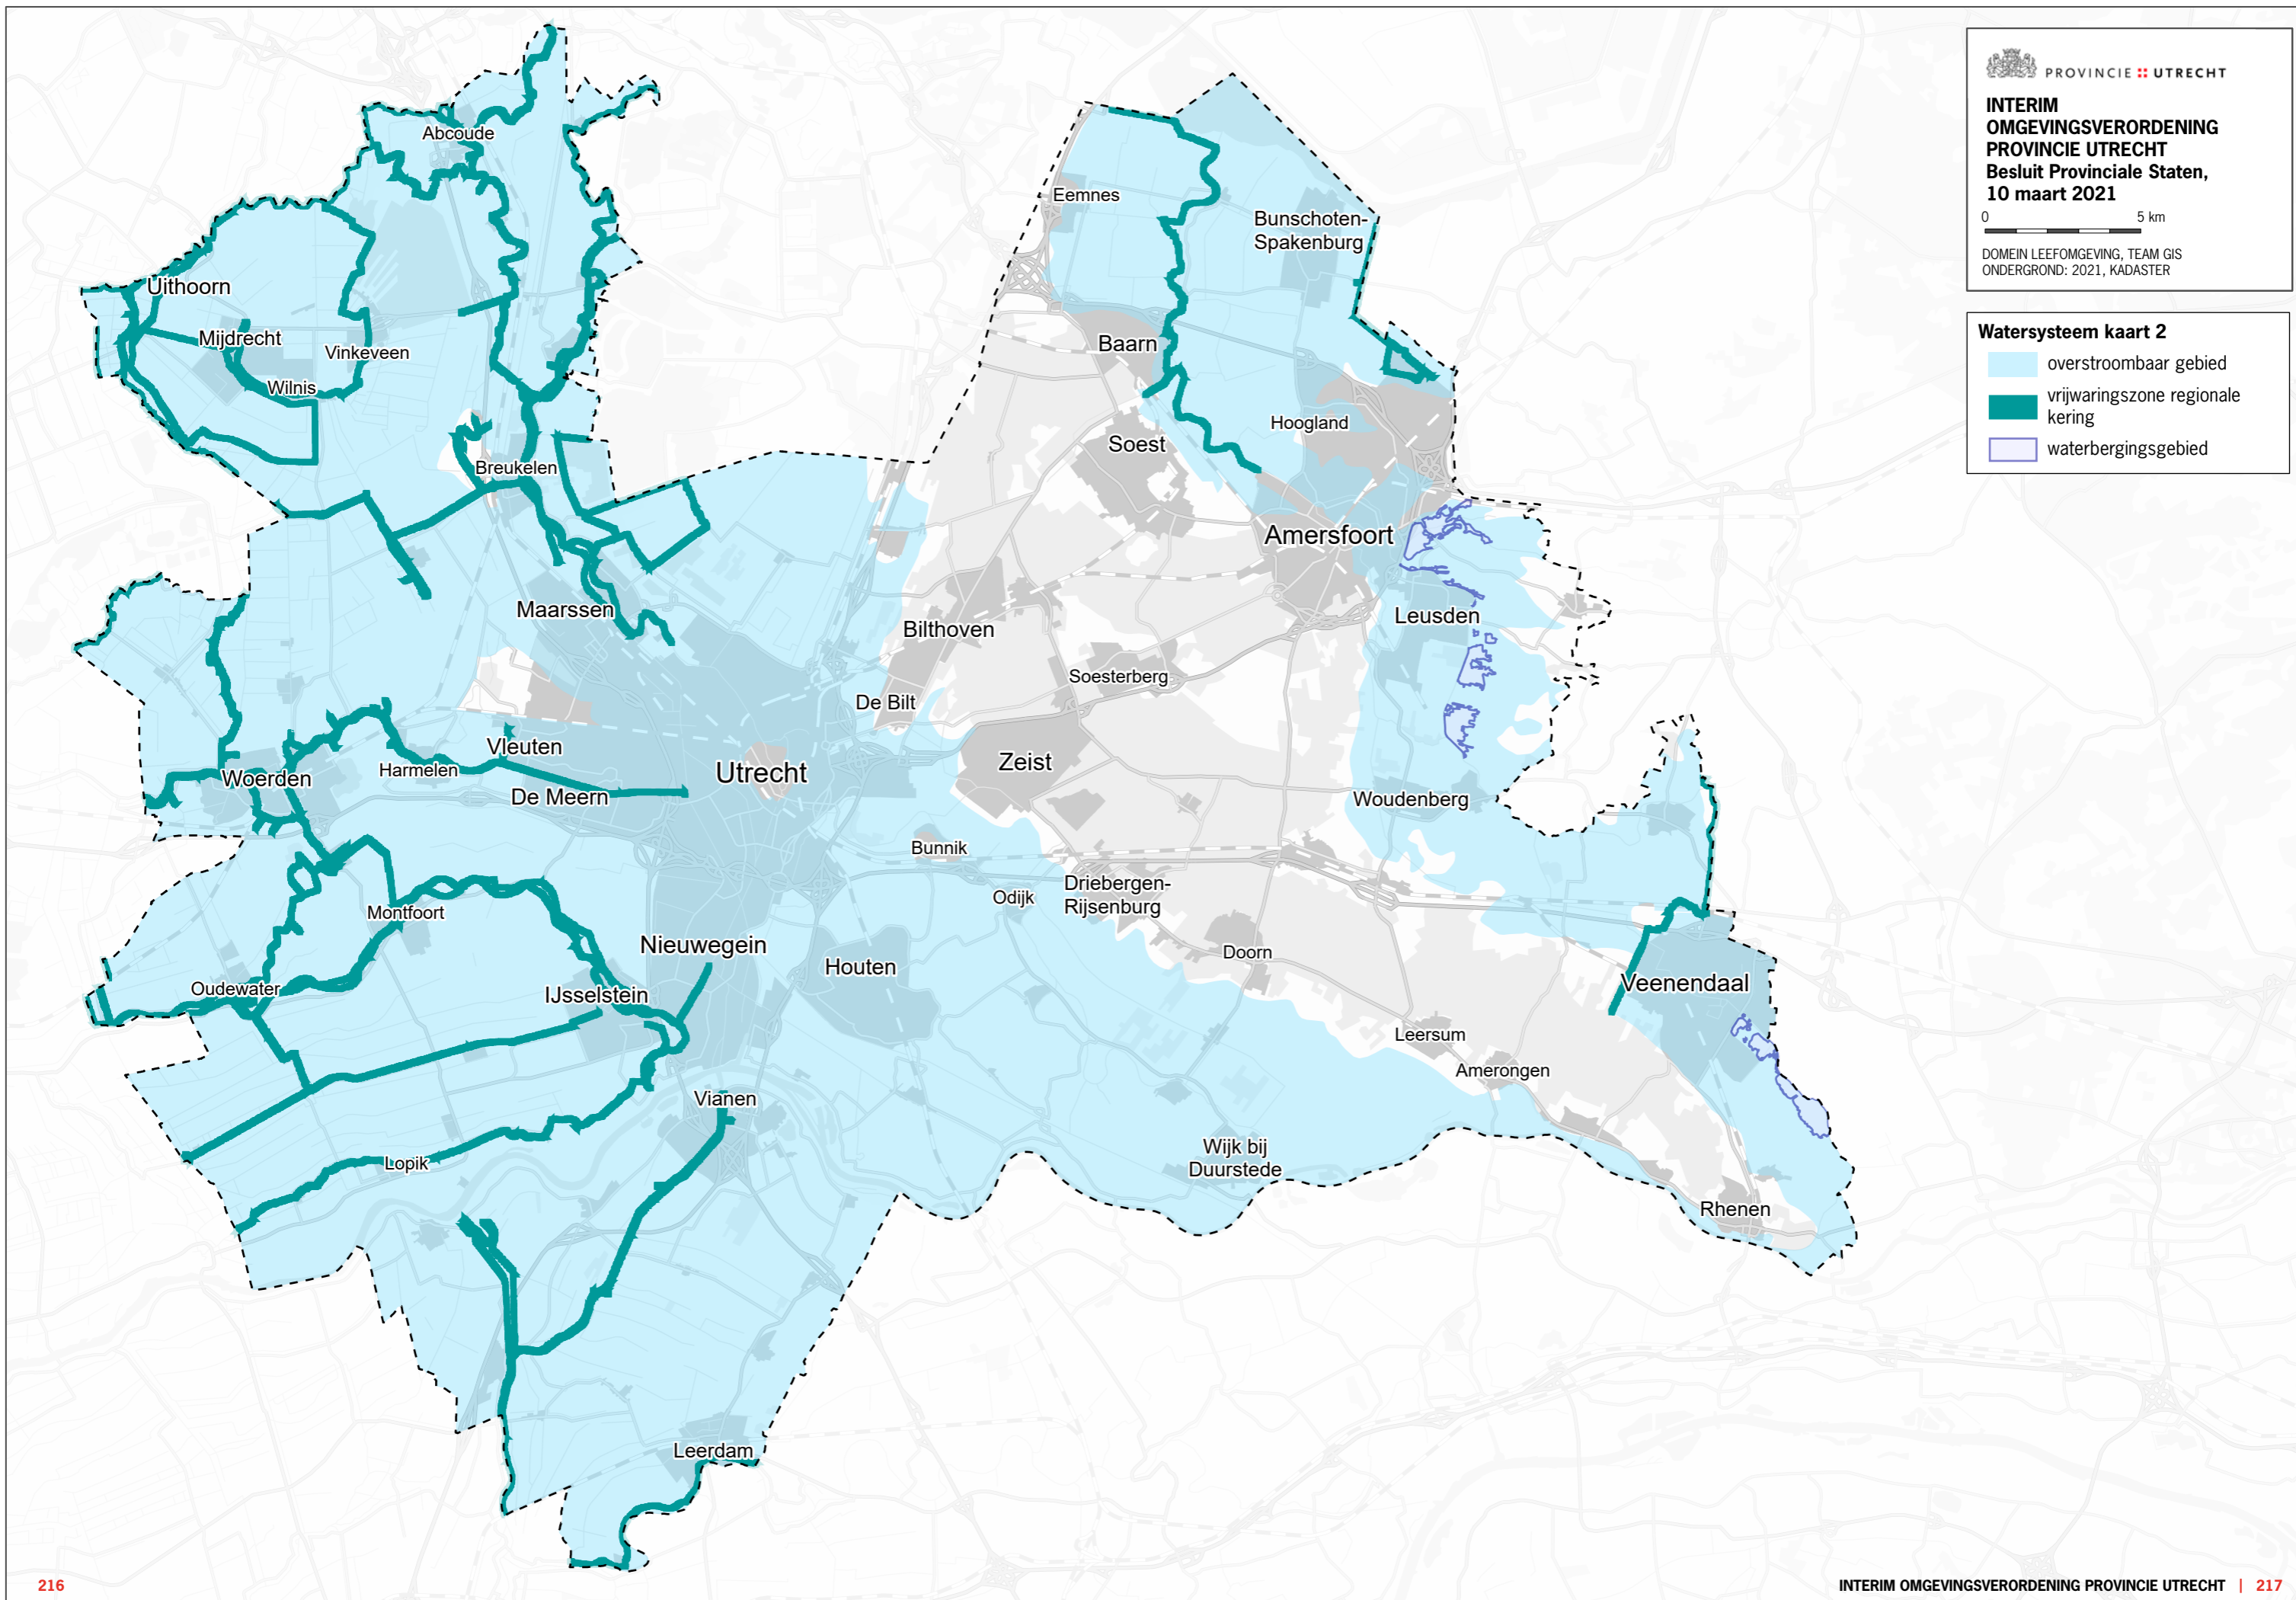 PROVINCIE UTRECHT
INTERIM
OMGEVINGSVERORDENING
PROVINCIE UTRECHT
Besluit Provinciale Staten,
10 maart 2021
0 5 km
DOMEIN LEEFOMGEVING, TEAM GIS
ONDERGROND: 2021, KADASTER
Watersysteem kaart 2
overstroombaar gebied
vrijwaringszone regionale
kering
waterbergingsgebied
Abcoude
Eemnes
Bunschoten-
Spakenburg
Uithoorn
Mijdrecht
Vinkeveen
Wilnis
Baarn
Hoogland
Soest
Breukelen
Amersfoort
Maarssen
Leusden
Bilthoven
Soesterberg
De Bilt
Vleuten
Utrecht
Zeist
Harmelen
Woerden
De Meern
Woudenberg
Bunnik
Driebergen-
Rijsenburg
Odijk
Montfoort
Nieuwegein
Doorn
Houten
Veenendaal
Oudewater
IJsselstein
Leersum
Amerongen
Vianen
Wijk bij
Duurstede
Lopik
Rhenen
Leerdam
216
INTERIM OMGEVINGSVERORDENING PROVINCIE UTRECHT | 217